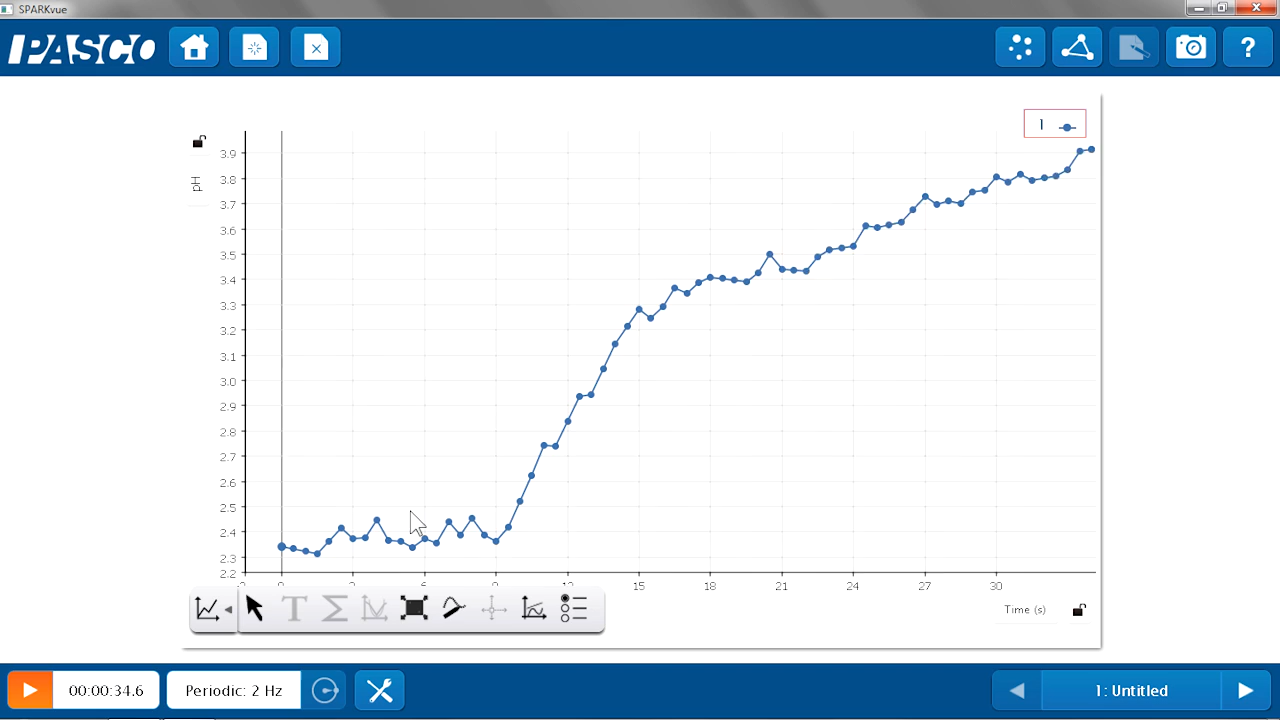 SPARKvue
PASCO
?
1
pH
3.9
3.8
3.7
3.6
3.5
3.4
3.3
3.2
3.1
3.0
2.9
2.8
2.7
2.6
2.5
2.4
2.3
2.2
0 3 6 9 12 15 18 21 24 27 30
Time (s)
T Σ
00:00:34.6 Periodic: 2 Hz 1: Untitled